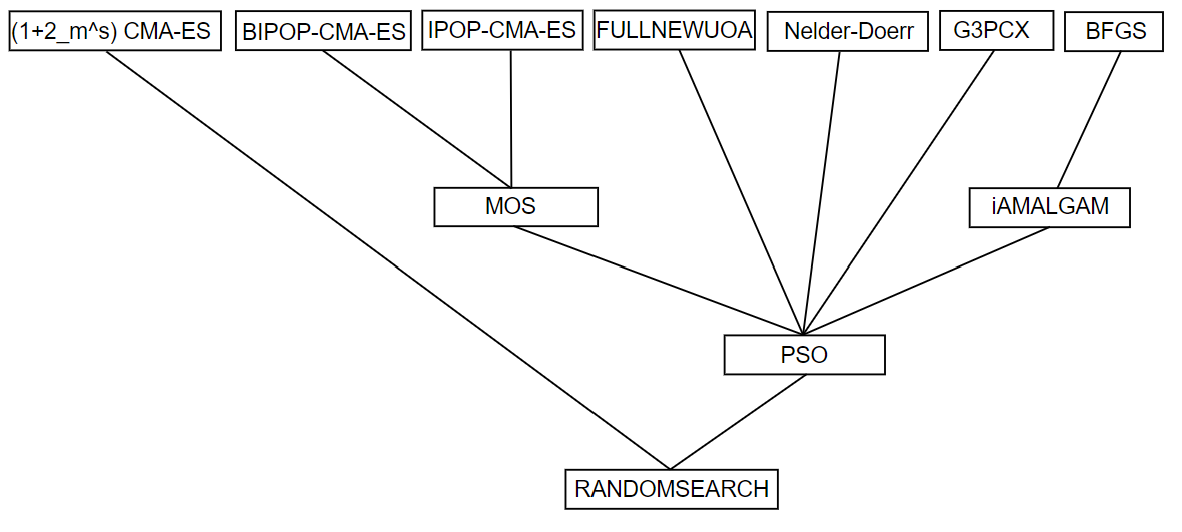 (1+2_m^s) CMA-ES
BIPOP-CMA-ES
IPOP-CMA-ES
FULLNEWUOA
Nelder-Doerr
G3PCX
BFGS
MOS
iAMALGAM
PSO
RANDOMSEARCH